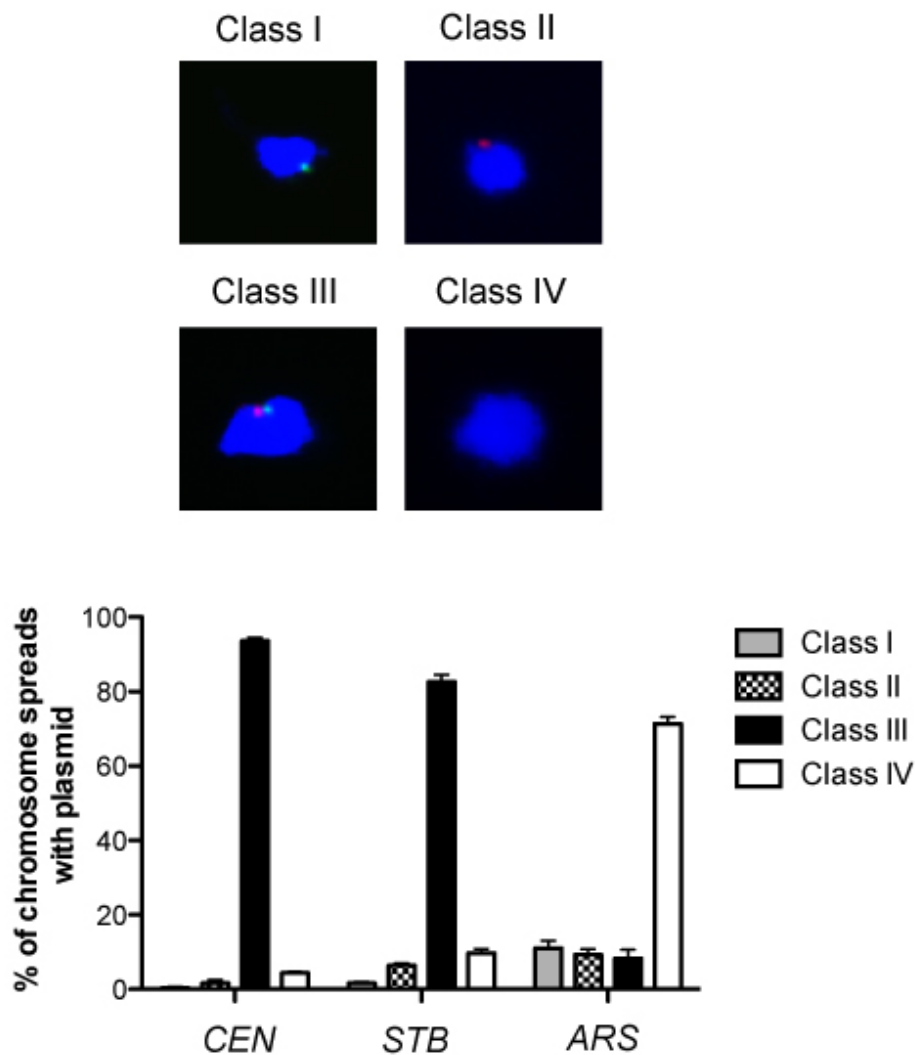 Class I
Class II
Class III
Class IV
% of chromosome spreads
with plasmid
100
80
60
40
20
0
CEN
STB
ARS
Class I
Class II
Class III
Class IV